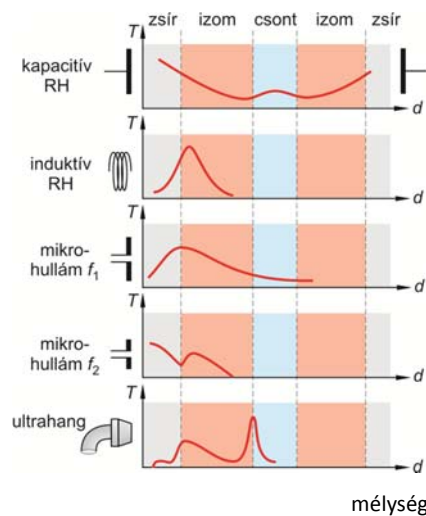 zsír izom csont izom zsír
T
kapacitív
RH
d
T
induktív
RH
d
T
mikro-
hullám f₁
d
T
mikro-
hullám f₂
d
T
ultrahang
d
mélység